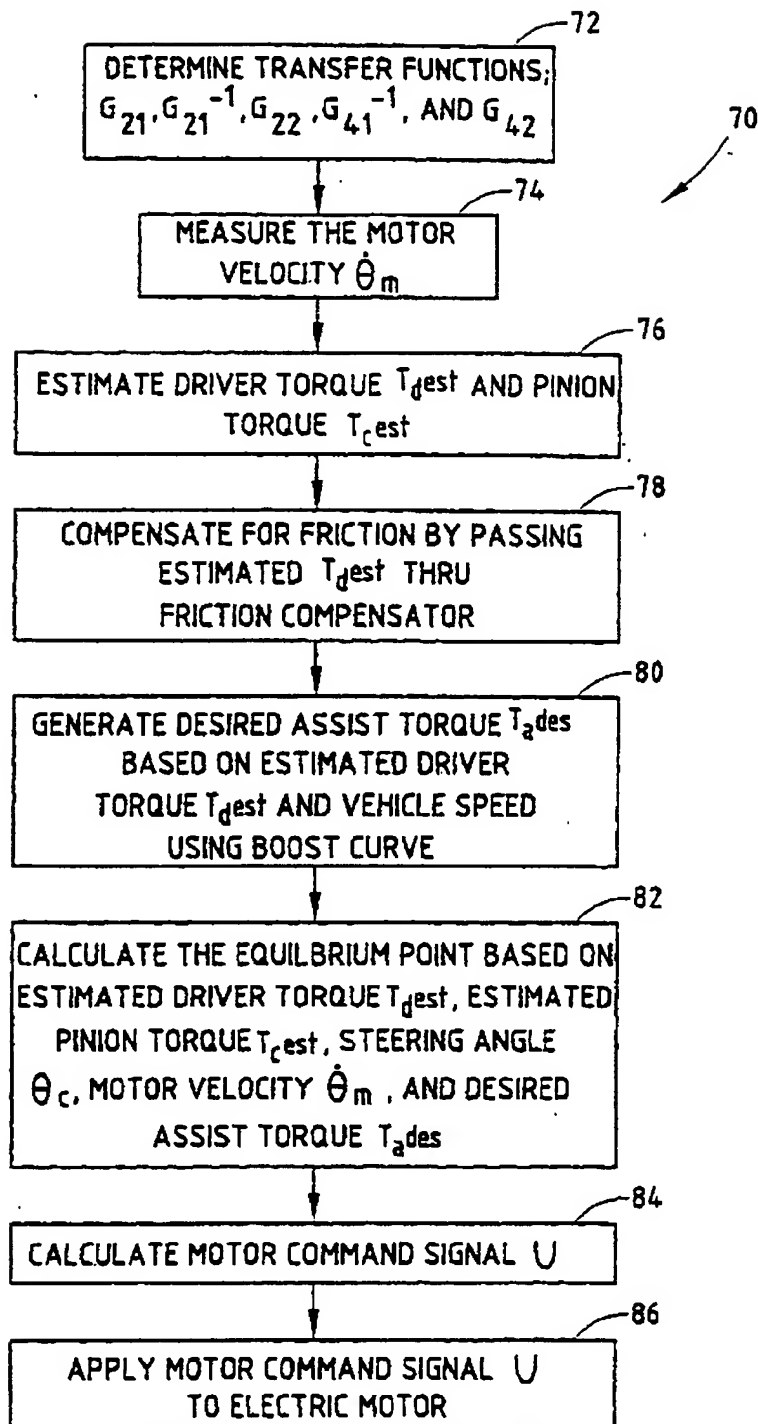 72
DETERMINE TRANSFER FUNCTIONS;
G21, G21⁻¹, G22, G41⁻¹, AND G42
70
74
MEASURE THE MOTOR
VELOCITY θ̇m
76
ESTIMATE DRIVER TORQUE Tdest AND PINION
TORQUE Tcest
78
COMPENSATE FOR FRICTION BY PASSING
ESTIMATED Tdest THRU
FRICTION COMPENSATOR
80
GENERATE DESIRED ASSIST TORQUE Tades
BASED ON ESTIMATED DRIVER
TORQUE Tdest AND VEHICLE SPEED
USING BOOST CURVE
82
CALCULATE THE EQUILBRIUM POINT BASED ON
ESTIMATED DRIVER TORQUE Tdest, ESTIMATED
PINION TORQUE Tcest, STEERING ANGLE
θc, MOTOR VELOCITY θ̇m, AND DESIRED
ASSIST TORQUE Tades
84
CALCULATE MOTOR COMMAND SIGNAL U
86
APPLY MOTOR COMMAND SIGNAL U
TO ELECTRIC MOTOR